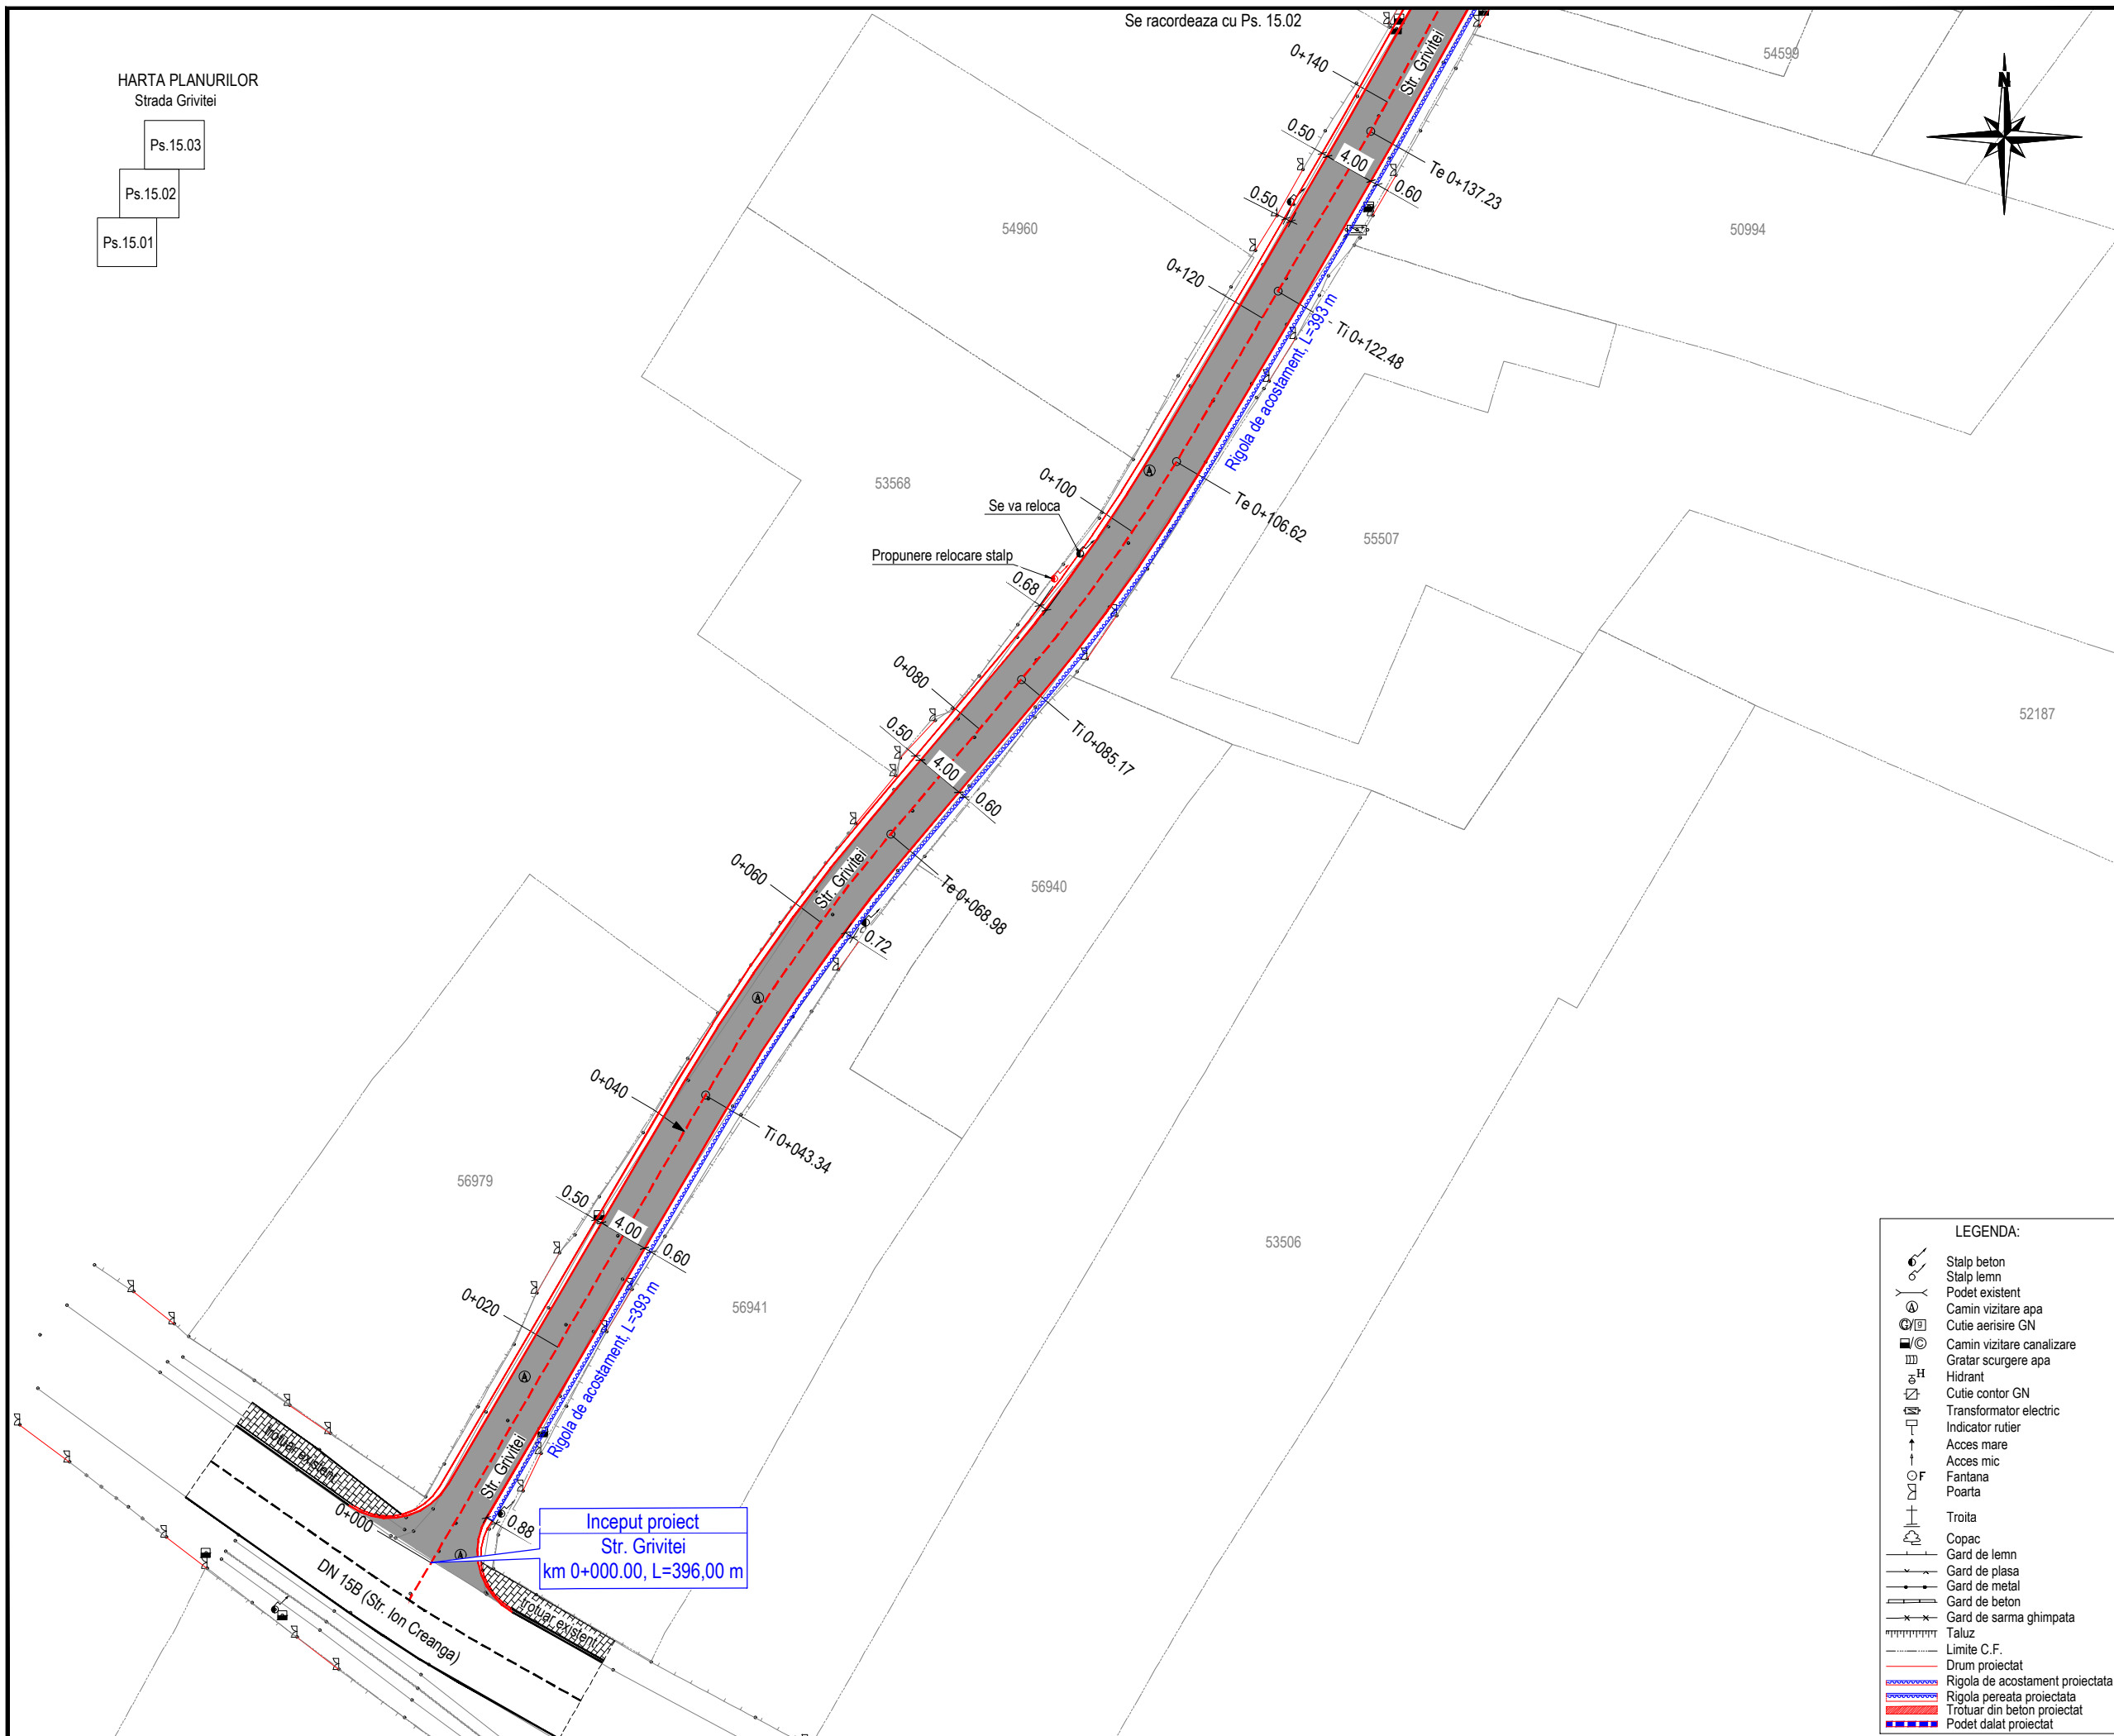 Se racordeaza cu Ps. 15.02
HARTA PLANURILOR
Strada Grivitei
Ps.15.03
Ps.15.02
Ps.15.01
N
54599
54960
50994
53568
55507
52187
56940
56979
53506
56941
0+140
Str. Grivitei
0.50
4.00
0.60
Te 0+137.23
0.50
0+120
Ti 0+122.48
Rigola de acostament, L=393 m
0+100
A
Te 0+106.62
Se va reloca
Propunere relocare stalp
0.68
0+080
Ti 0+085.17
0.50
4.00
0.60
0+060
Str. Grivitei
Te 0+068.98
0.72
A
0+040
Ti 0+043.34
0.50
4.00
0.60
0+020
A
Rigola de acostament, L=393 m
Str. Grivitei
trotuar existent
0+000
0.88
A
Inceput proiect
Str. Grivitei
km 0+000.00, L=396,00 m
DN 15B (Str. Ion Creanga)
trotuar existent
LEGENDA:
Stalp beton
Stalp lemn
Podet existent
A Camin vizitare apa
G/g Cutie aerisire GN
/C Camin vizitare canalizare
Gratar scurgere apa
H Hidrant
Cutie contor GN
Transformator electric
Indicator rutier
Acces mare
Acces mic
F Fantana
Poarta
Troita
Copac
Gard de lemn
Gard de plasa
Gard de metal
Gard de beton
Gard de sarma ghimpata
Taluz
Limite C.F.
Drum proiectat
Rigola de acostament proiectata
Rigola pereata proiectata
Trotuar din beton proiectat
Podet dalat proiectat